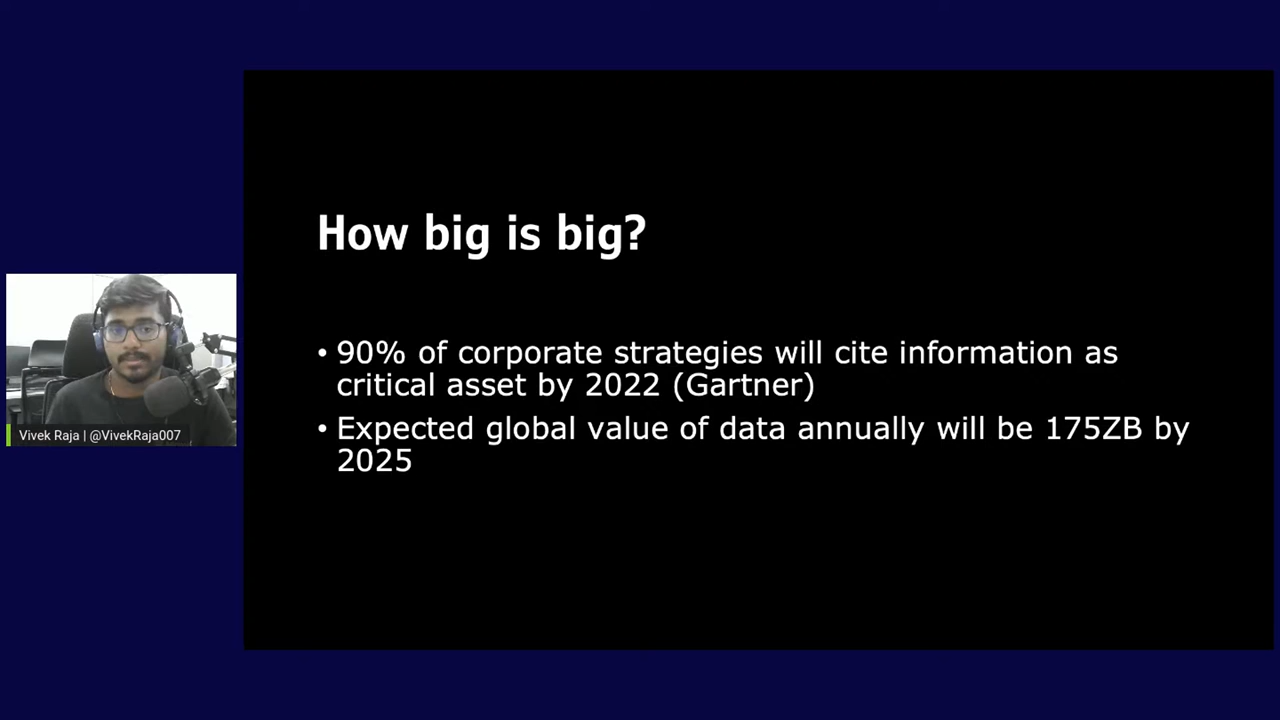 How big is big?
• 90% of corporate strategies will cite information as
critical asset by 2022 (Gartner)
• Expected global value of data annually will be 175ZB by
2025
Vivek Raja | @VivekRaja007